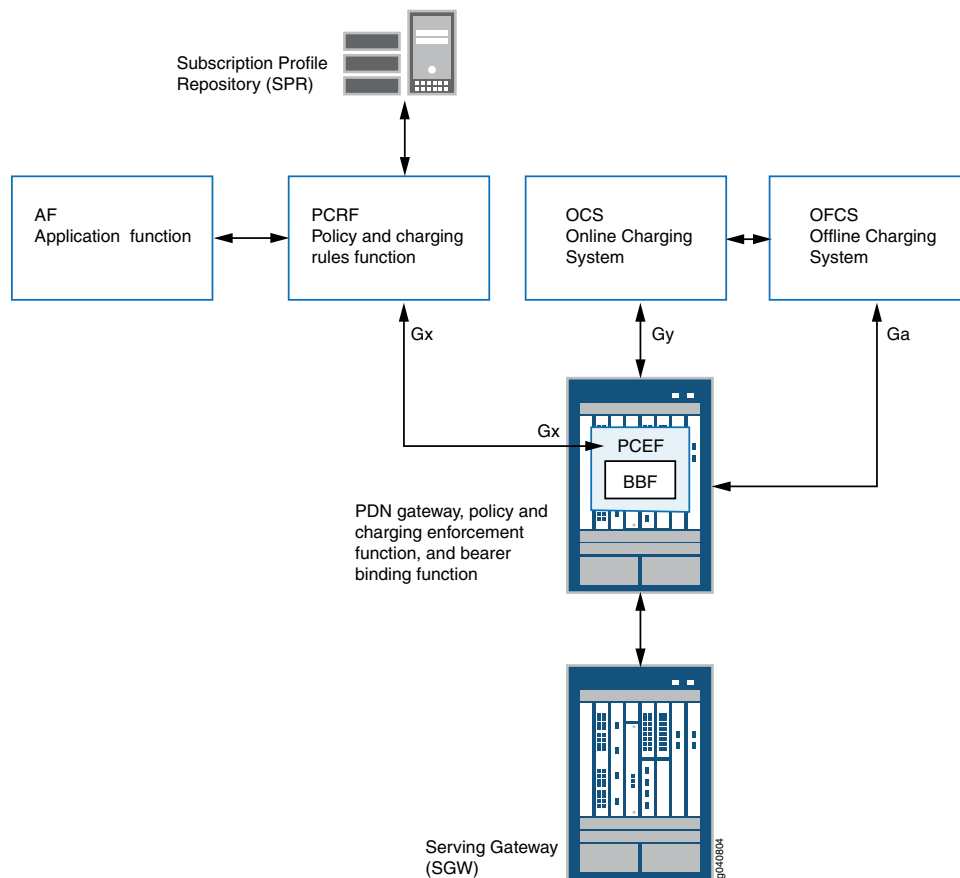 Subscription Profile
Repository (SPR)
AF
Application function
PCRF
Policy and charging
rules function
OCS
Online Charging
System
OFCS
Offline Charging
System
Gx
Gy
Ga
Gx
PCEF
BBF
PDN gateway, policy and
charging enforcement
function, and bearer
binding function
Serving Gateway
(SGW)
g040804